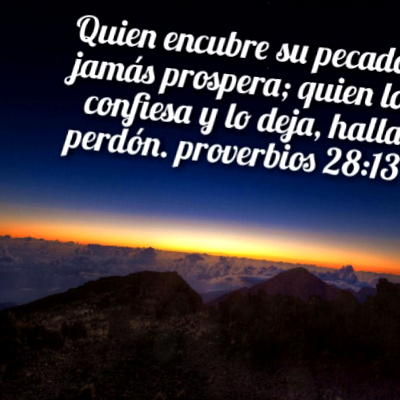 Quien encubre su pecado
jamás prospera; quien lo
confiesa y lo deja, halla
perdón. proverbios 28:13